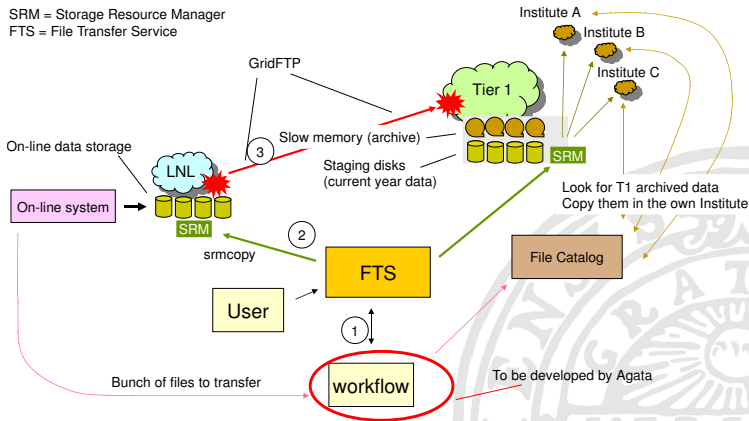 SRM = Storage Resource Manager
FTS = File Transfer Service
Institute A
Institute B
Institute C
GridFTP
Tier 1
Slow memory (archive)
3
On-line data storage
LNL
Staging disks
(current year data)
SRM
Look for T1 archived data
Copy them in the own Institute
On-line system
SRM
2
srmcopy
FTS
File Catalog
User
1
Bunch of files to transfer
workflow
To be developed by Agata